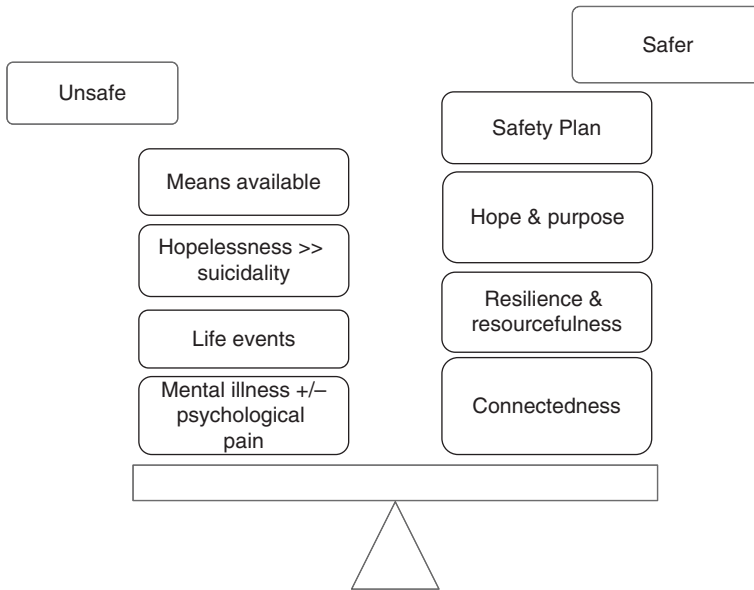 Unsafe
Safer
Means available
Hopelessness >>
suicidality
Life events
Mental illness +/–
psychological
pain
Safety Plan
Hope & purpose
Resilience &
resourcefulness
Connectedness